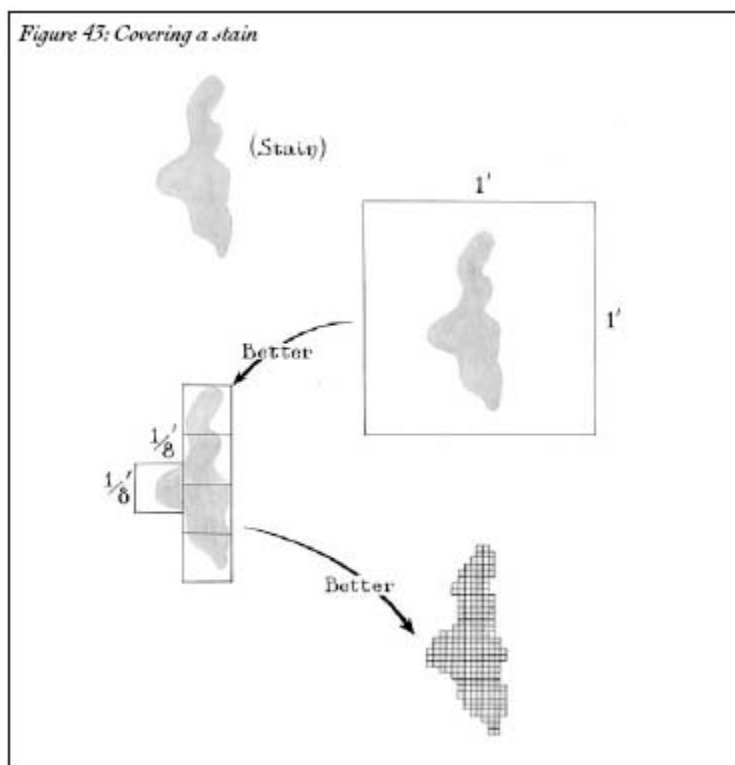 Figure 43: Covering a stain
(Stain)
1'
1'
Better
1/8'
1/8'
Better